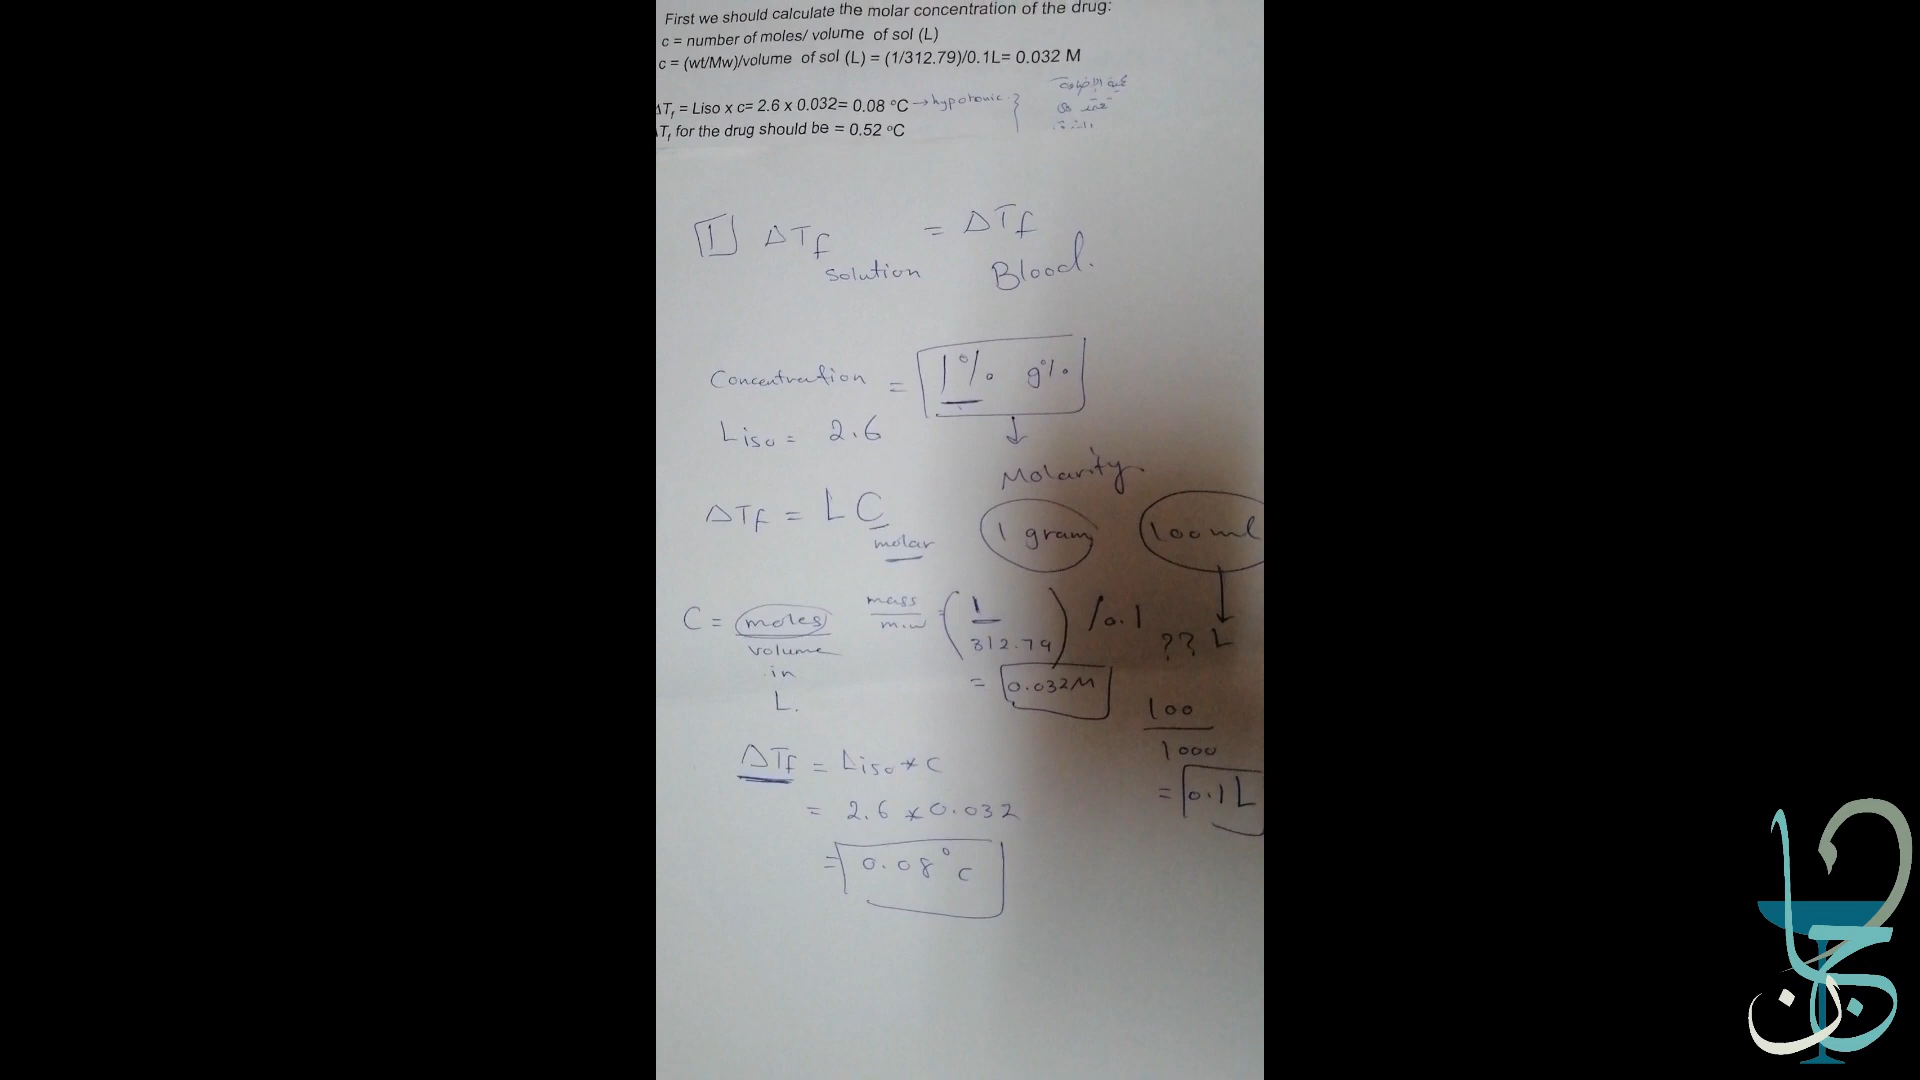 First we should calculate the molar concentration of the drug:
c = number of moles/ volume of sol (L)
c = (wt/Mw)/volume of sol (L) = (1/312.79)/0.1L= 0.032 M
ΔTf = Liso x c= 2.6 x 0.032= 0.08 °C → hypotonic
Tf for the drug should be = 0.52 °C
1 ΔTf = ΔTf
Solution Blood.
Concentration = 1% g%
Liso = 2.6
Molarity
ΔTf = LC
molar
1 gram 100 ml
C = moles
volume
in
L.
mass
m.w
= (1
312.79) /0.1
?? L
= 0.032M
100
1000
= 0.1 L
ΔTf = Liso * C
= 2.6 * 0.032
= 0.08 °C